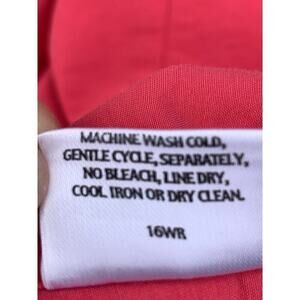 MACHINE WASH COLD,
GENTLE CYCLE, SEPARATELY,
NO BLEACH, LINE DRY,
COOL IRON OR DRY CLEAN.
16WR